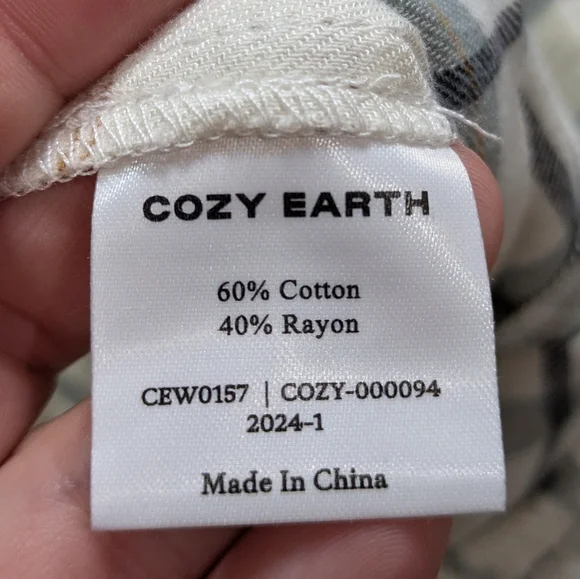 COZY EARTH
60% Cotton
40% Rayon
CEW0157 | COZY-000094
2024-1
Made In China